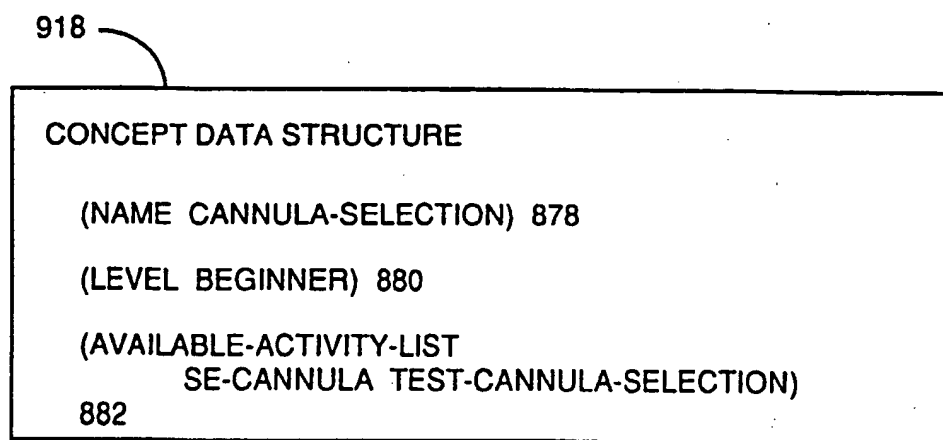 918
CONCEPT DATA STRUCTURE
(NAME CANNULA-SELECTION) 878
(LEVEL BEGINNER) 880
(AVAILABLE-ACTIVITY-LIST
SE-CANNULA TEST-CANNULA-SELECTION)
882